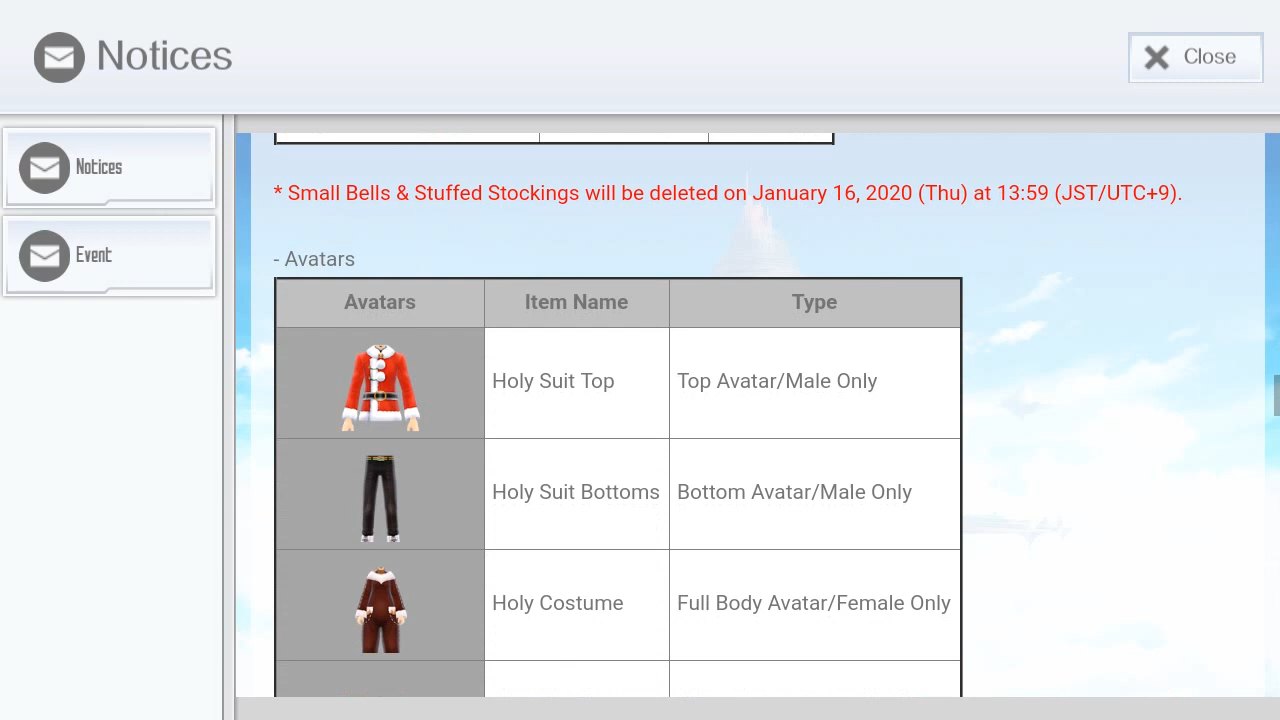 Notices
Close
Notices
Event
* Small Bells & Stuffed Stockings will be deleted on January 16, 2020 (Thu) at 13:59 (JST/UTC+9).
- Avatars
Avatars Item Name Type
Holy Suit Top Top Avatar/Male Only
Holy Suit Bottoms Bottom Avatar/Male Only
Holy Costume Full Body Avatar/Female Only